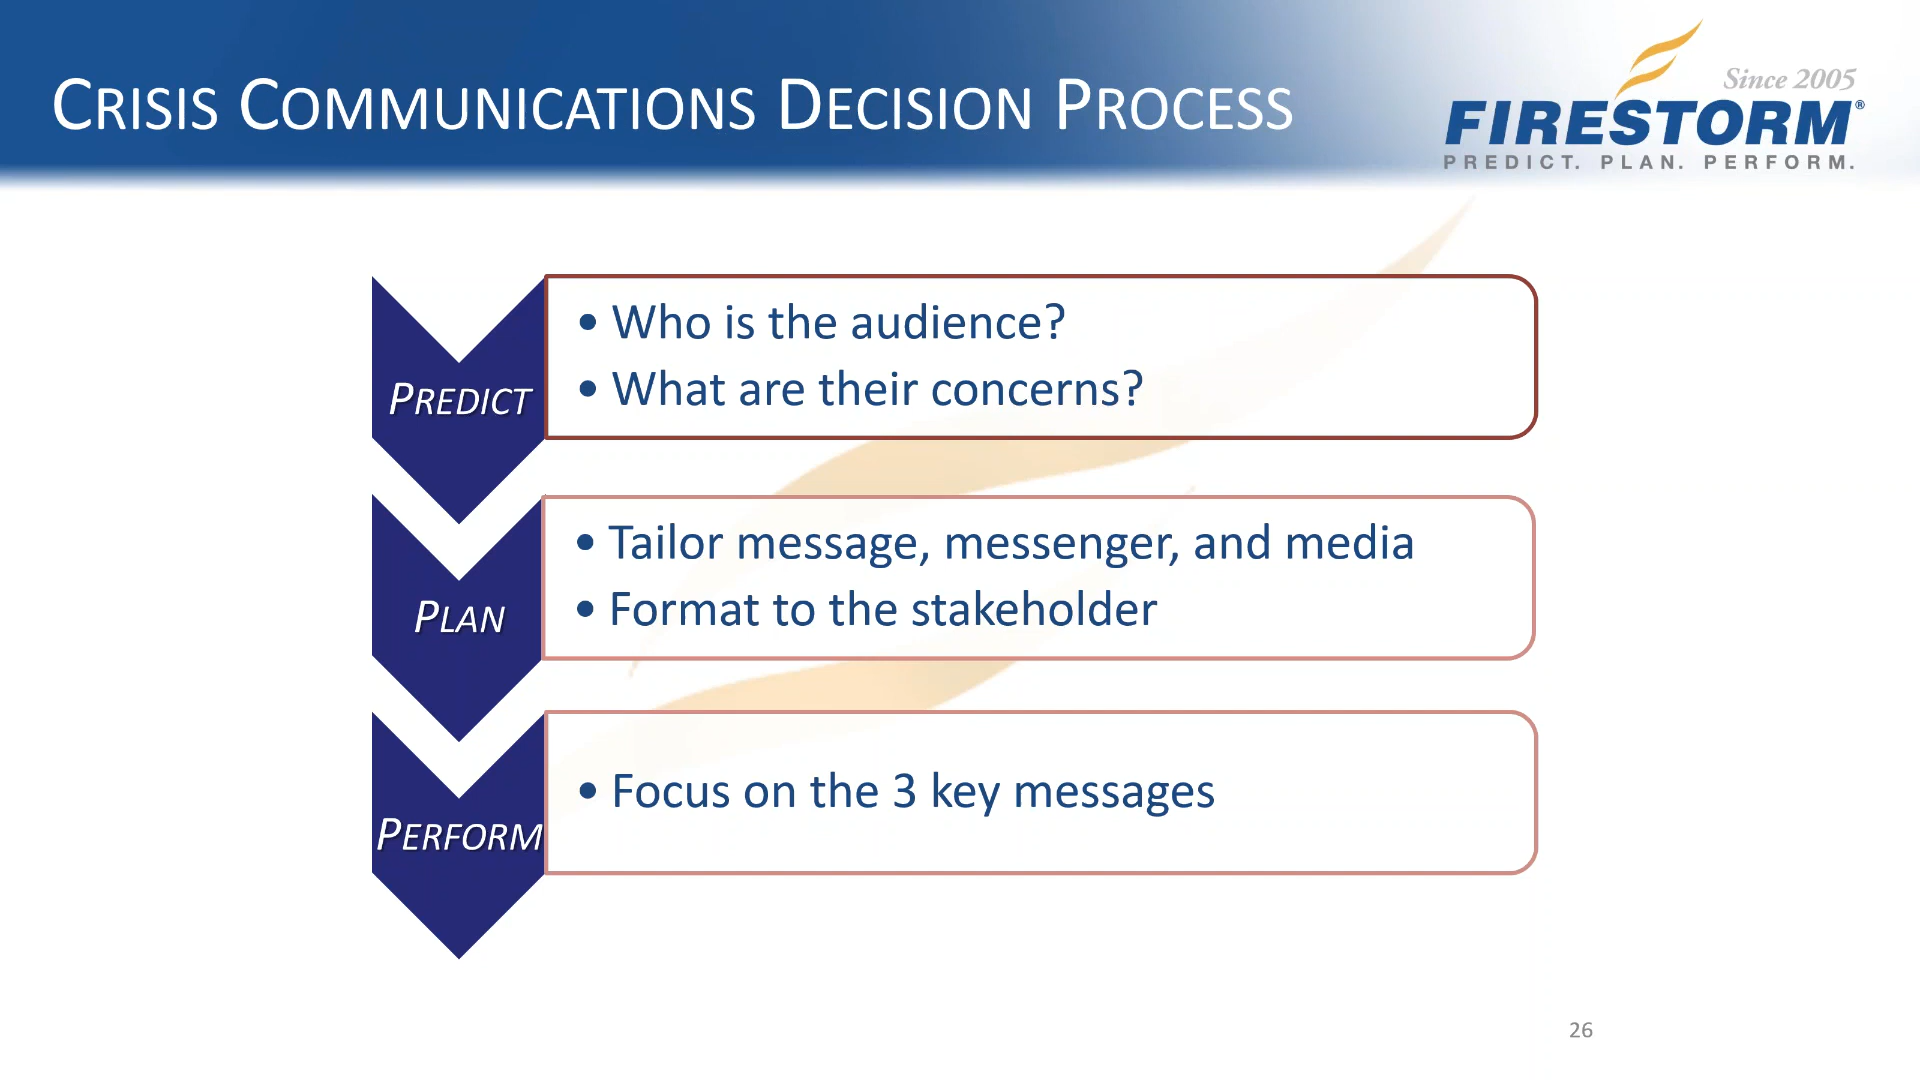 Crisis Communications Decision Process
Since 2005
FIRESTORM®
PREDICT. PLAN. PERFORM.
Predict
• Who is the audience?
• What are their concerns?
Plan
• Tailor message, messenger, and media
• Format to the stakeholder
Perform
• Focus on the 3 key messages
26